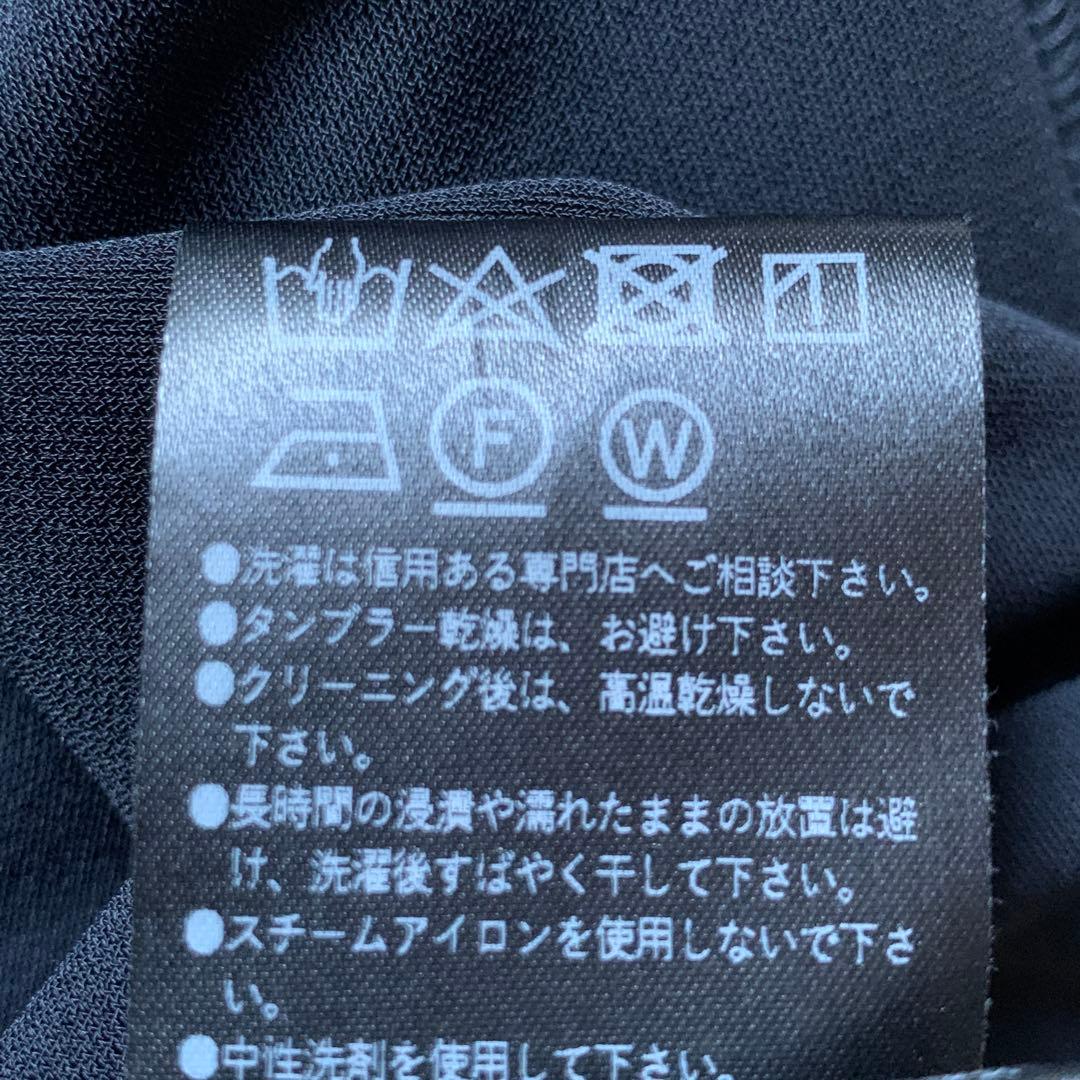 F W
●洗濯は信用ある専門店へご相談下さい。
●タンブラー乾燥は、お避け下さい。
●クリーニング後は、高温乾燥しないで
下さい。
●長時間の浸漬や濡れたままの放置は避
け、洗濯後すばやく干して下さい。
●スチームアイロンを使用しないで下さ
い。
●中性洗剤を使用して下さい。